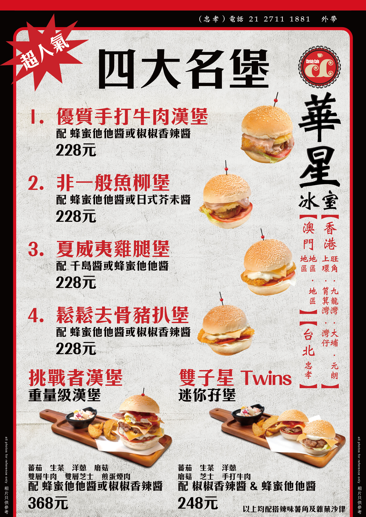 (忠孝)電話 21 2711 1881 外帶
超人氣
四大名堡
華星
冰室
1. 優質手打牛肉漢堡
配 蜂蜜他他醬或椒椒香辣醬
228元
2. 非一般魚柳堡
配 蜂蜜他他醬或日式芥未醬
228元
3. 夏威夷雞腿堡
配 千島醬或蜂蜜他他醬
228元
4. 鬆鬆去骨豬扒堡
配 蜂蜜他他醬或椒椒香辣醬
228元
【香港】
旺角．九龍灣．大埔．元朗
上環．灣仔
【澳門】
地區
【台北】
忠孝
挑戰者漢堡
重量級漢堡
蕃茄 生菜 洋蔥 磨菇
雙層牛肉 雙層芝士 煎蛋煙肉
配 蜂蜜他他醬或椒椒香辣醬
368元
雙子星 Twins
迷你孖堡
蕃茄 生菜 洋蔥
磨菇 芝士 手打牛肉
配 椒椒香辣醬 & 蜂蜜他他醬
248元
以上均配搭辣味薯角及雜菜沙律